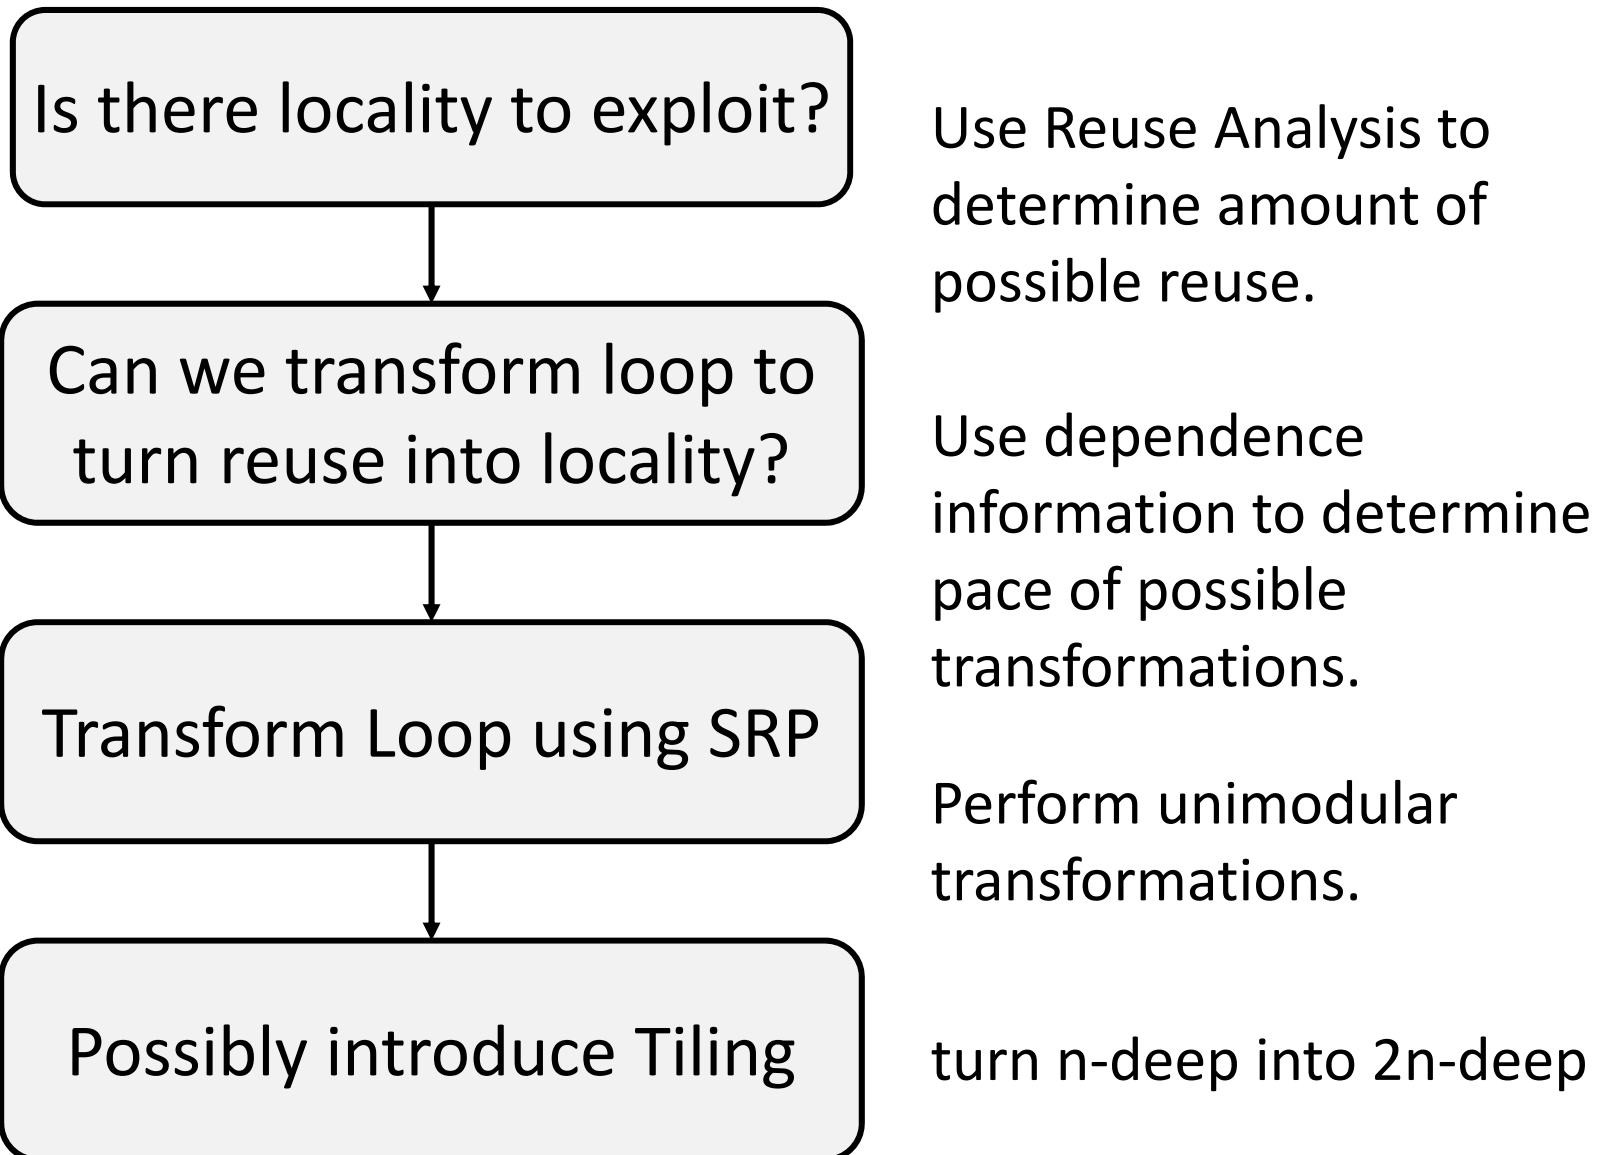 Is there locality to exploit?
Use Reuse Analysis to
determine amount of
possible reuse.
Can we transform loop to
turn reuse into locality?
Use dependence
information to determine
pace of possible
transformations.
Transform Loop using SRP
Perform unimodular
transformations.
Possibly introduce Tiling
turn n-deep into 2n-deep